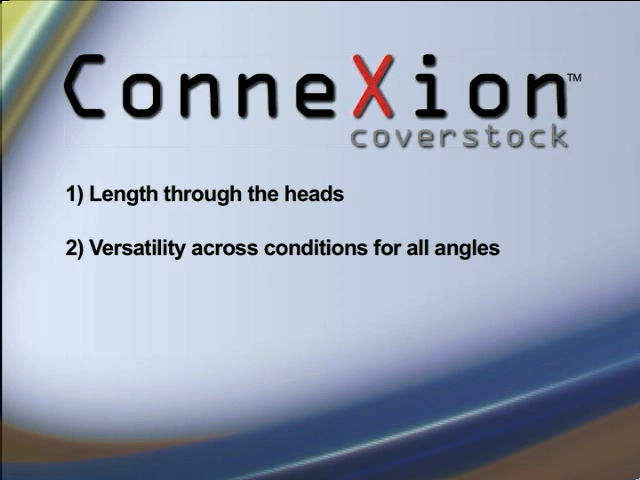 ConneXion™
coverstock
1) Length through the heads
2) Versatility across conditions for all angles